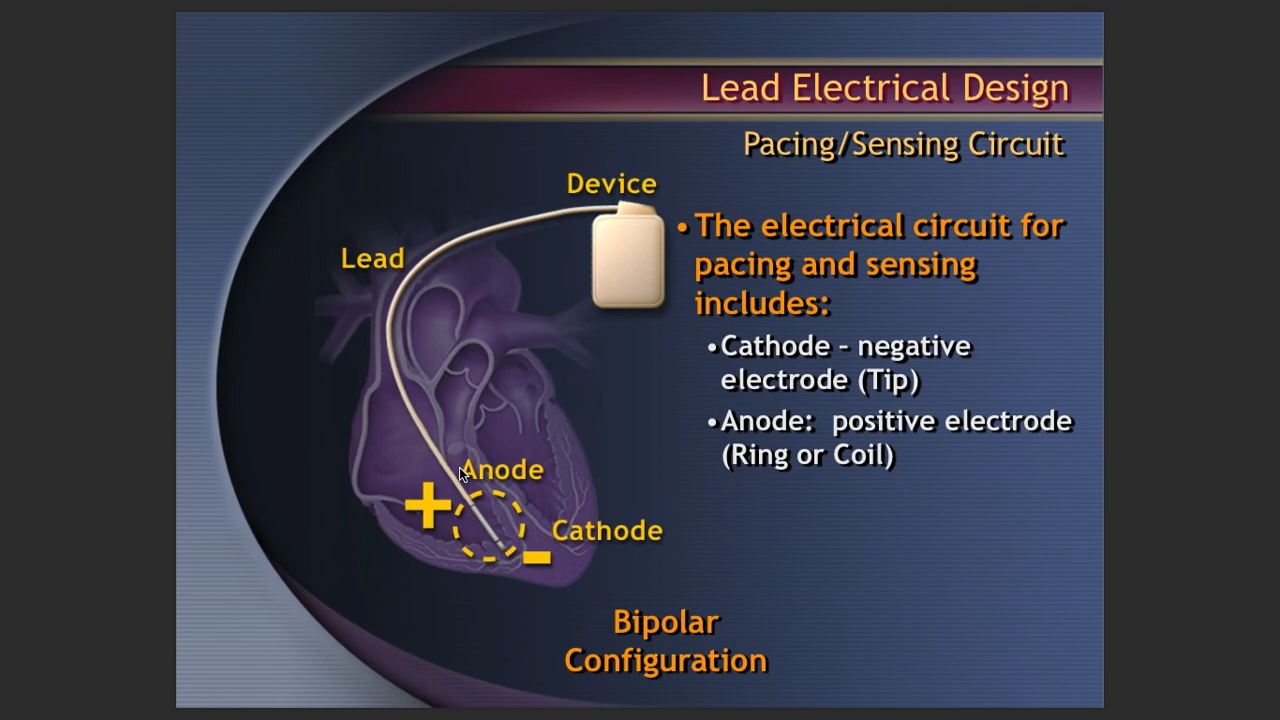 Lead Electrical Design
Pacing/Sensing Circuit
Device
Lead
Anode
+
Cathode
-
Bipolar
Configuration
•The electrical circuit for
pacing and sensing
includes:
•Cathode – negative
electrode (Tip)
•Anode:  positive electrode
(Ring or Coil)